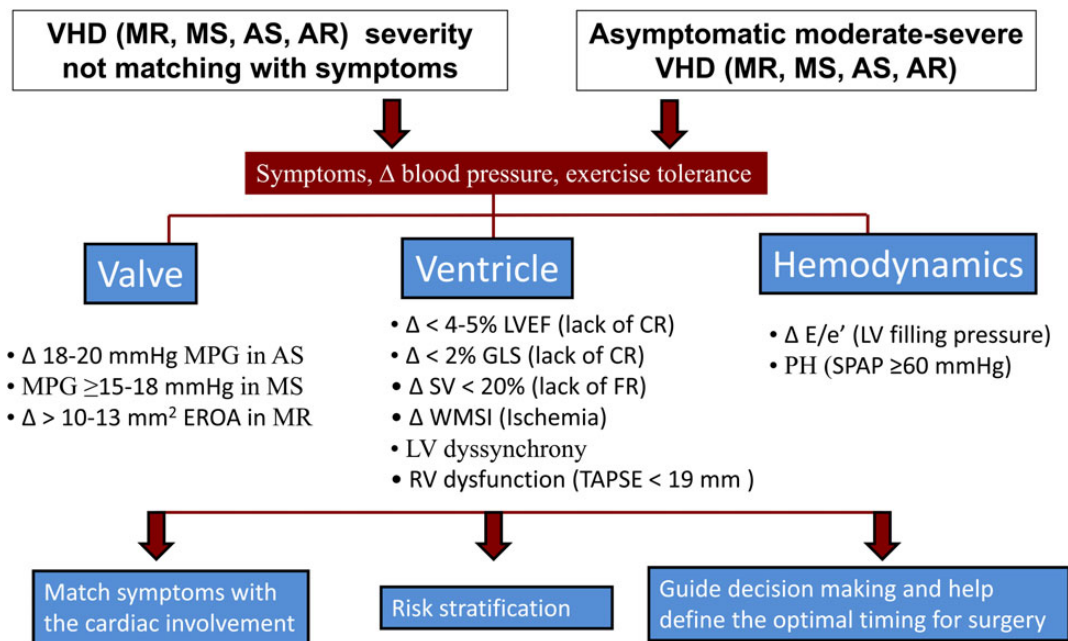 VHD (MR, MS, AS, AR) severity
not matching with symptoms
Asymptomatic moderate-severe
VHD (MR, MS, AS, AR)
Symptoms, Δ blood pressure, exercise tolerance
Valve
Ventricle
Hemodynamics
• Δ 18-20 mmHg MPG in AS
• MPG ≥15-18 mmHg in MS
• Δ > 10-13 mm² EROA in MR
• Δ < 4-5% LVEF (lack of CR)
• Δ < 2% GLS (lack of CR)
• Δ SV < 20% (lack of FR)
• Δ WMSI (Ischemia)
• LV dyssynchrony
• RV dysfunction (TAPSE < 19 mm )
• Δ E/e’ (LV filling pressure)
• PH (SPAP ≥60 mmHg)
Match symptoms with
the cardiac involvement
Risk stratification
Guide decision making and help
define the optimal timing for surgery